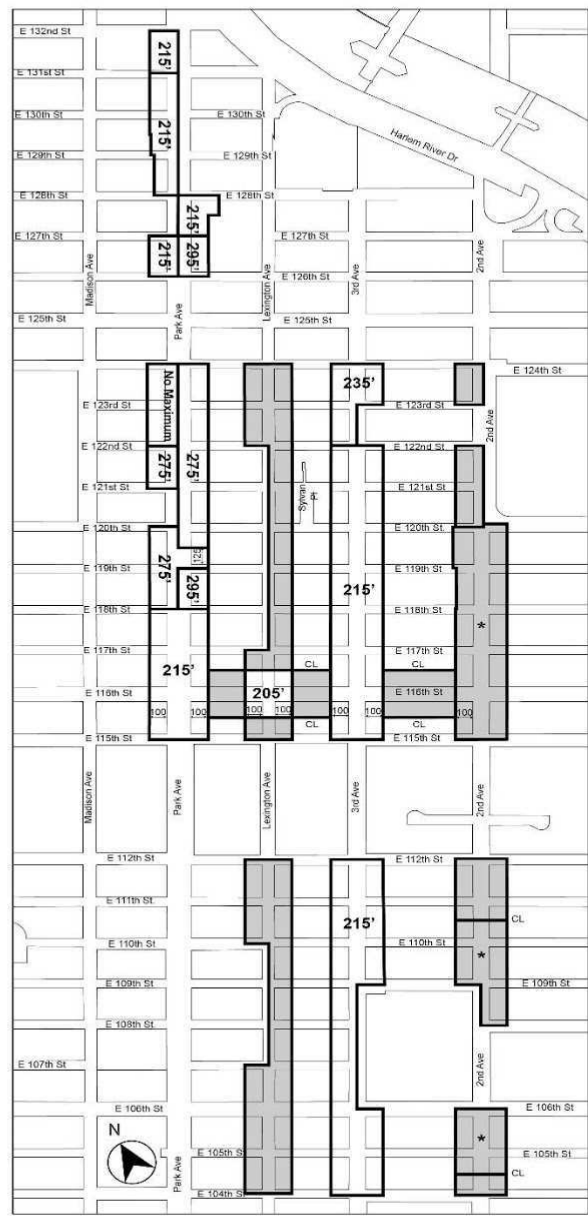 E 132nd St
215'
E 131st St
E 130th St
E 130th St
215'
Harlem River Dr
E 129th St
E 129th St
E 128th St
E 128th St
215'
E 127th St
E 127th St
215'
295'
Madison Ave
Park Ave
Lexington Ave
3rd Ave
2nd Ave
E 126th St
E 125th St
E 125th St
E 124th St
No Maximum
235'
E 123rd St
E 123rd St
2nd Ave
E 122nd St
E 122nd St
275'
275'
E 121st St
E 121st St
Sylvan Pl
E 120th St
E 120th St.
125
275'
E 119th St
E 119th St
295'
215'
E 118th St
E 118th St
*
E 117th St
E 117th St
215'
CL
CL
205'
E 116th St
E 116th St
100
100
100
100
100
100
100
CL
CL
E 115th St
E 115th St
Madison Ave
Park Ave
Lexington Ave
3rd Ave
2nd Ave
E 112th St
E 112th St
E 111th St.
215'
CL
E 110th St
E 110th St
*
E 109th St
E 109th St
E 108th St
E 107th St
2nd Ave
E 106th St
E 106th St
N
*
E 105th St
E 105th St
CL
Park Ave
E 104th St